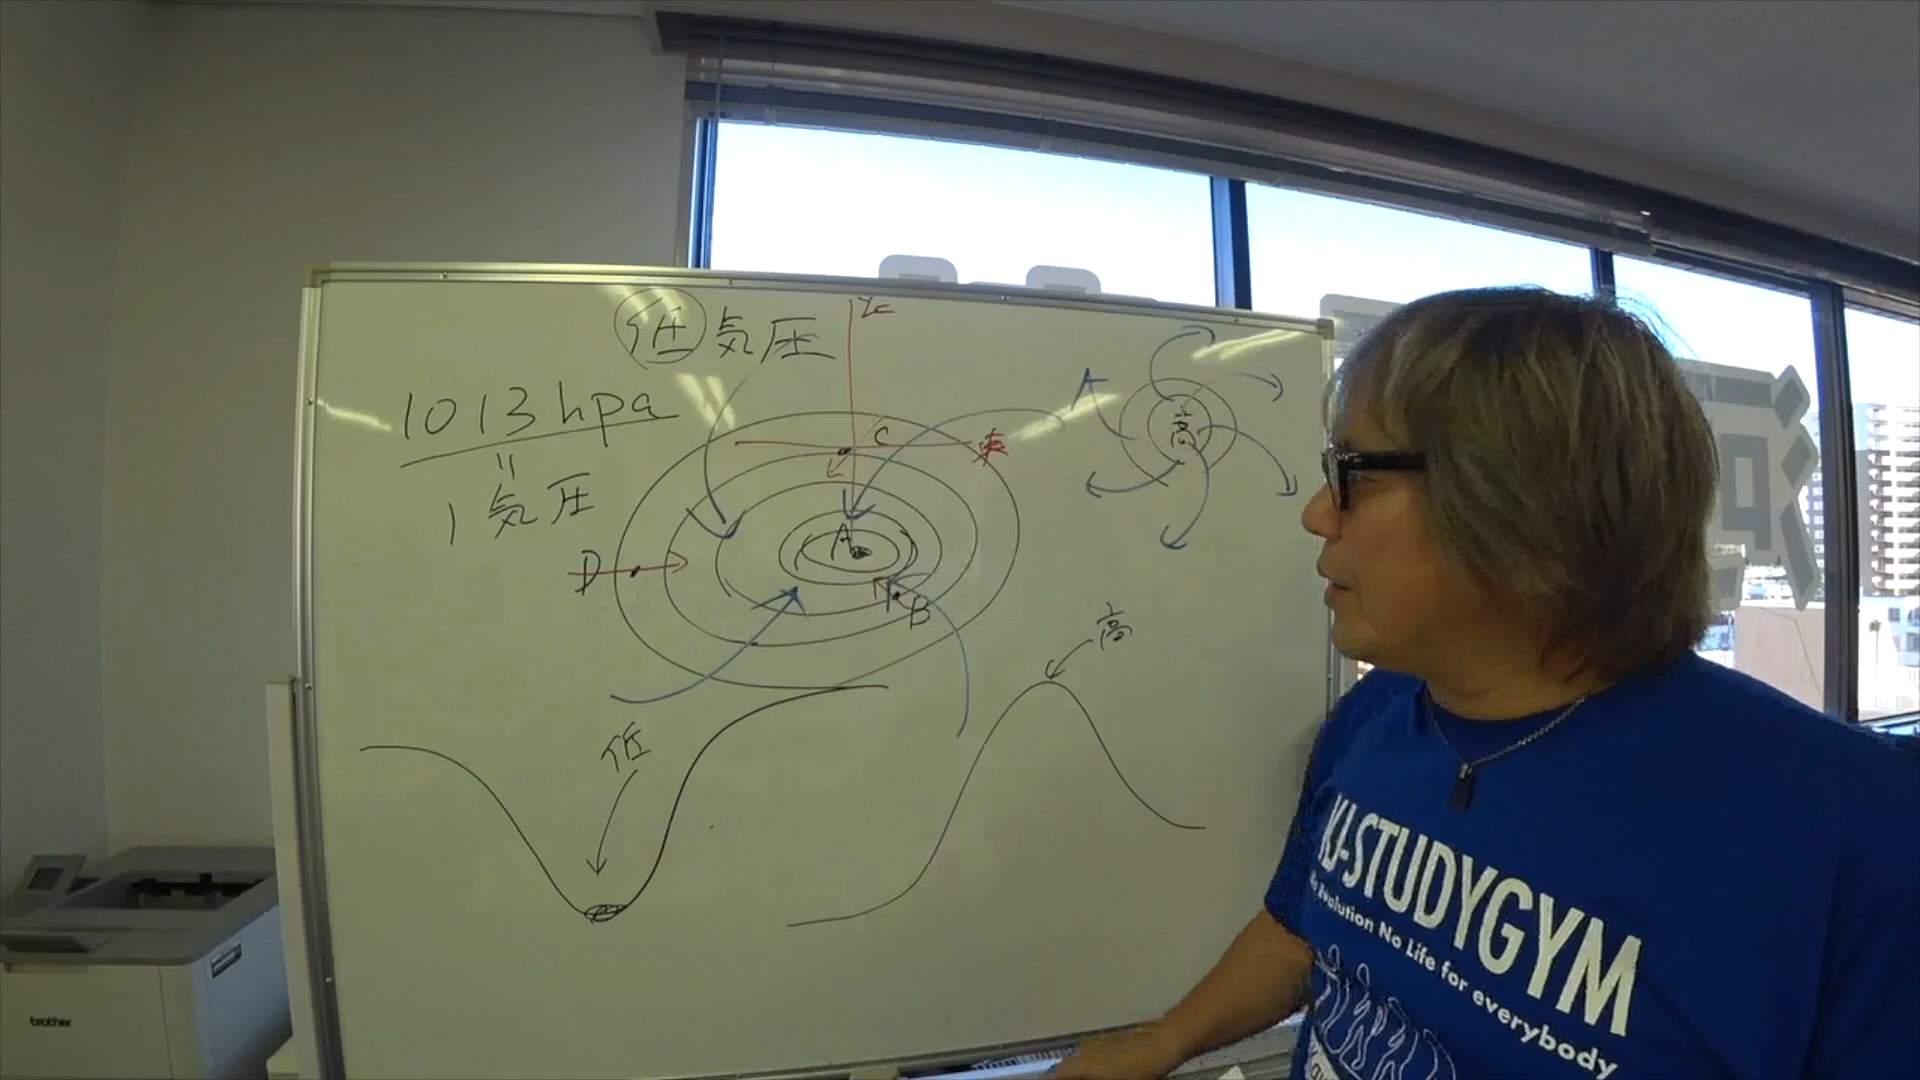 低気圧
北
1013hpa
=
1気圧
C
東
高
A
D
B
高
低
KJ-STUDYGYM
No Evolution No Life for everybody
brother